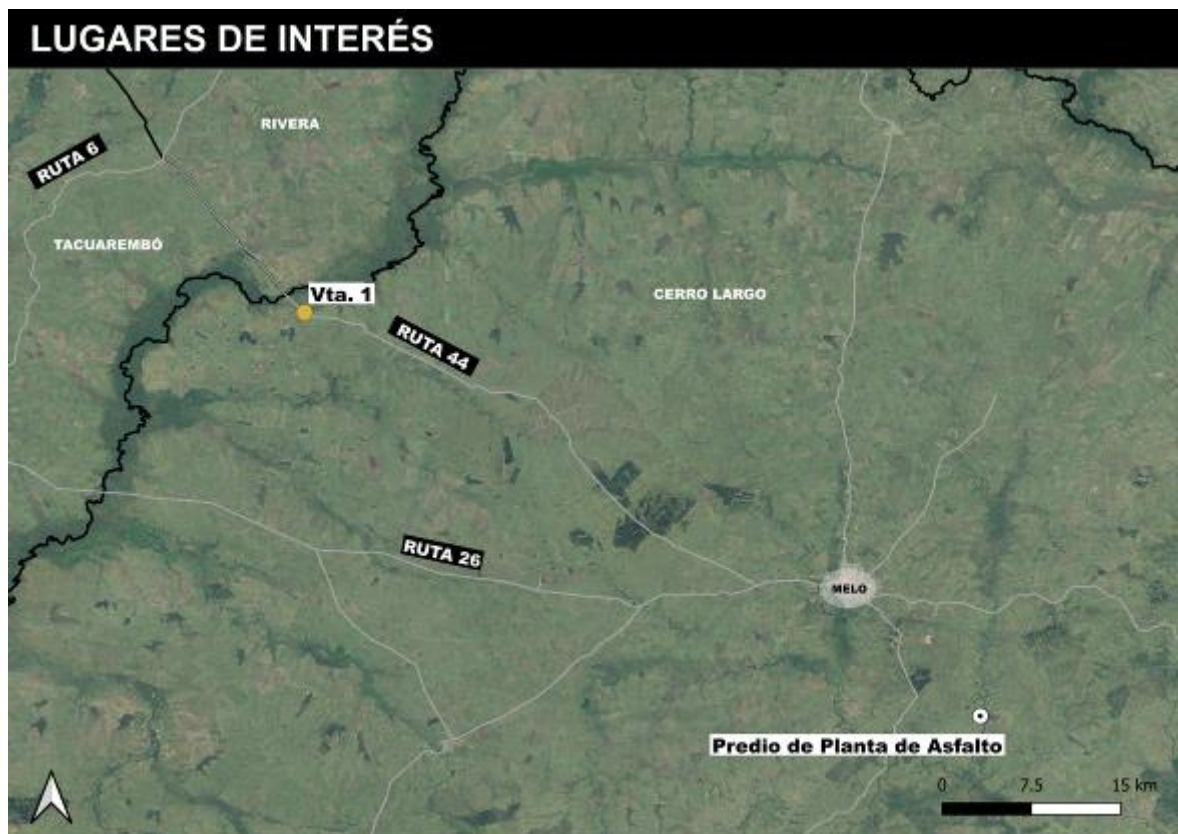 LUGARES DE INTERÉS
RIVERA
RUTA 6
TACUAREMBÓ
Vta. 1
CERRO LARGO
RUTA 44
RUTA 26
MELO
Predio de Planta de Asfalto
0 7.5 15 km